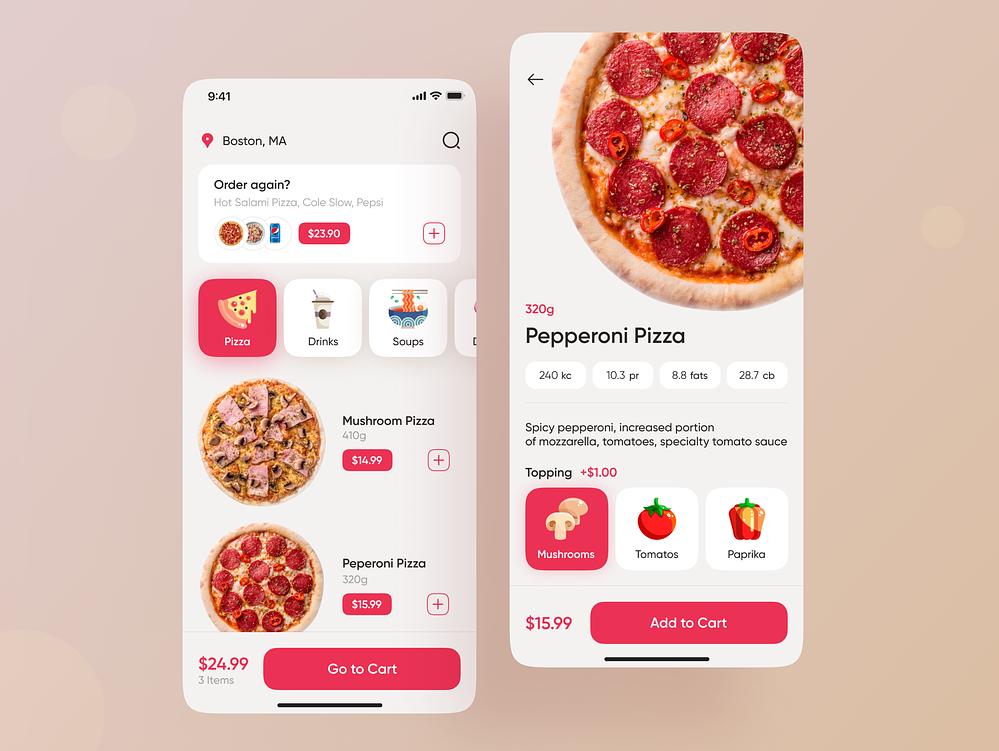 9:41
Boston, MA
Order again?
Hot Salami Pizza, Cole Slow, Pepsi
$23.90
Pizza
Drinks
Soups
Mushroom Pizza
410g
$14.99
Peperoni Pizza
320g
$15.99
$24.99
3 Items
Go to Cart
320g
Pepperoni Pizza
240 kc
10.3 pr
8.8 fats
28.7 cb
Spicy pepperoni, increased portion
of mozzarella, tomatoes, specialty tomato sauce
Topping +$1.00
Mushrooms
Tomatos
Paprika
$15.99
Add to Cart